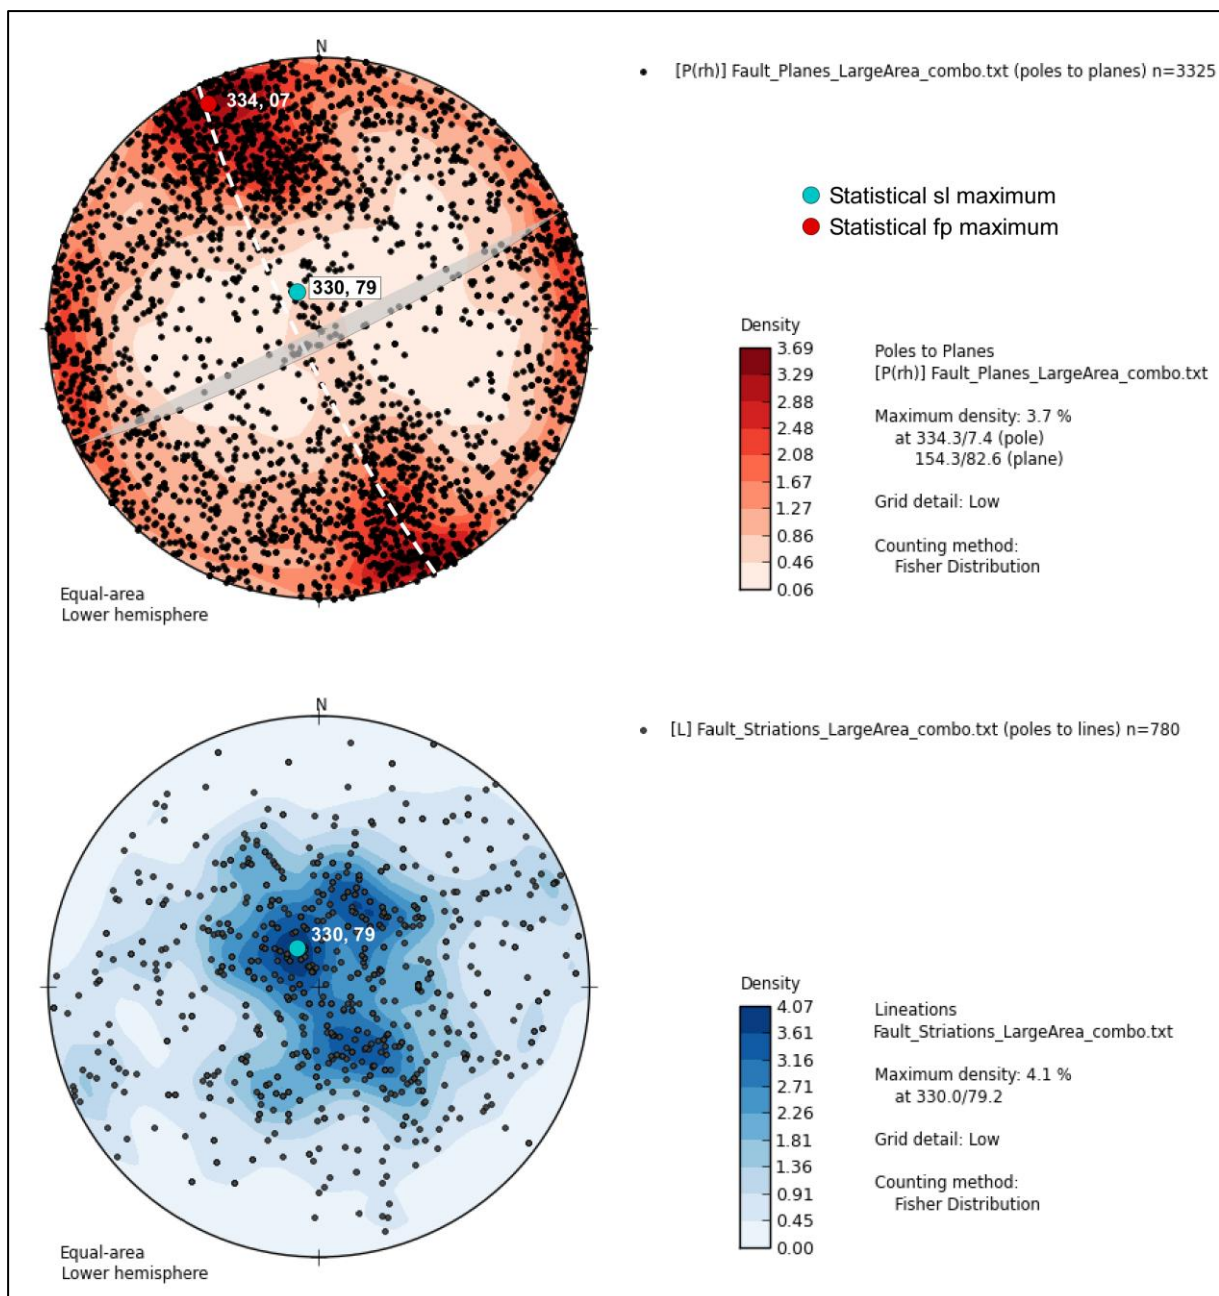 N
[P(rh)] Fault_Planes_LargeArea_combo.txt (poles to planes) n=3325
334, 07
Statistical sl maximum
Statistical fp maximum
330, 79
Density
3.69
3.29
2.88
2.48
2.08
1.67
1.27
0.86
0.46
0.06
Poles to Planes
[P(rh)] Fault_Planes_LargeArea_combo.txt
Maximum density: 3.7 %
at 334.3/7.4 (pole)
154.3/82.6 (plane)
Grid detail: Low
Counting method:
Fisher Distribution
Equal-area
Lower hemisphere
N
[L] Fault_Striations_LargeArea_combo.txt (poles to lines) n=780
330, 79
Density
4.07
3.61
3.16
2.71
2.26
1.81
1.36
0.91
0.45
0.00
Lineations
Fault_Striations_LargeArea_combo.txt
Maximum density: 4.1 %
at 330.0/79.2
Grid detail: Low
Counting method:
Fisher Distribution
Equal-area
Lower hemisphere